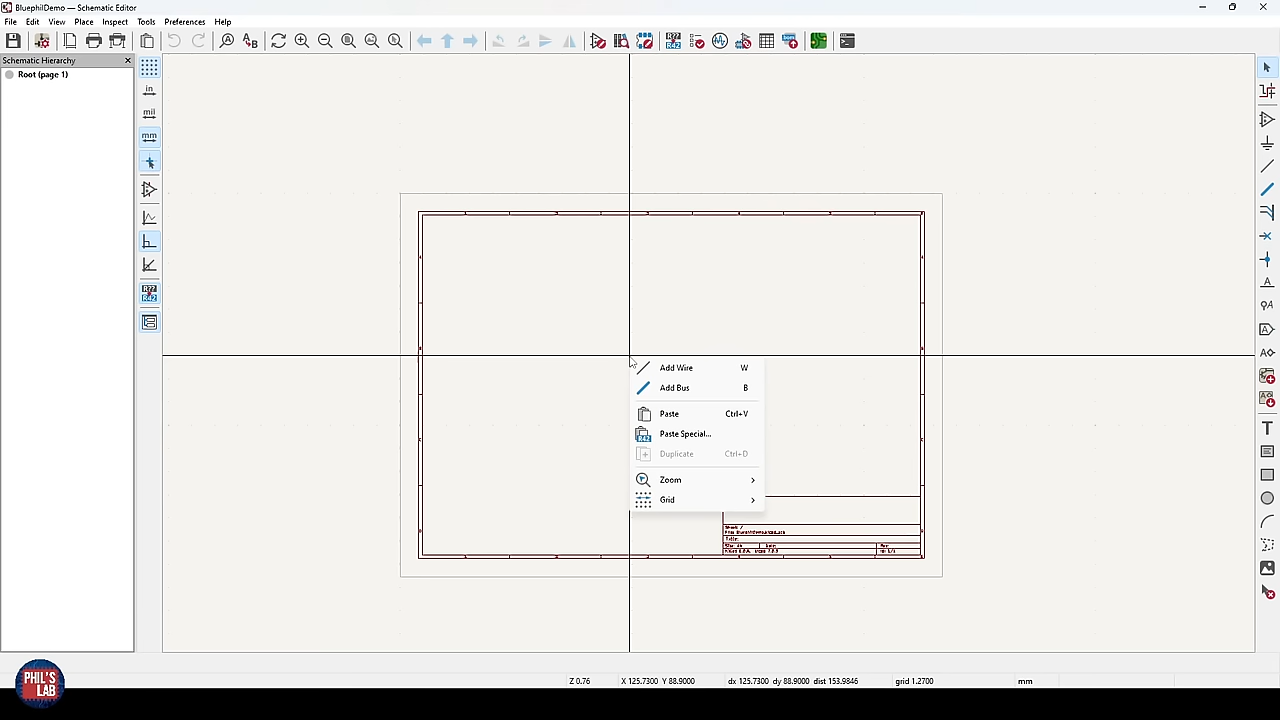 BluephilDemo — Schematic Editor
File Edit View Place Inspect Tools Preferences Help
Schematic Hierarchy
Root (page 1)
in
mil
mm
Add Wire W
Add Bus B
Paste Ctrl+V
Paste Special...
Duplicate Ctrl+D
Zoom
Grid
Title:
PHIL'S
LAB
Z 0.76 X 125.7300 Y 88.9000 dx 125.7300 dy 88.9000 dist 153.9846 grid 1.2700 mm